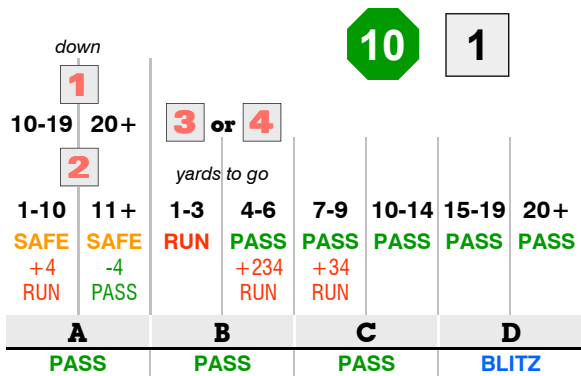 10 1
down
1
10-19 20+ 3 or 4
2 yards to go
1-10 11+ 1-3 4-6 7-9 10-14 15-19 20+
SAFE SAFE RUN PASS PASS PASS PASS PASS
+4 -4 +234 +34
RUN PASS RUN RUN
A B C D
PASS PASS PASS BLITZ